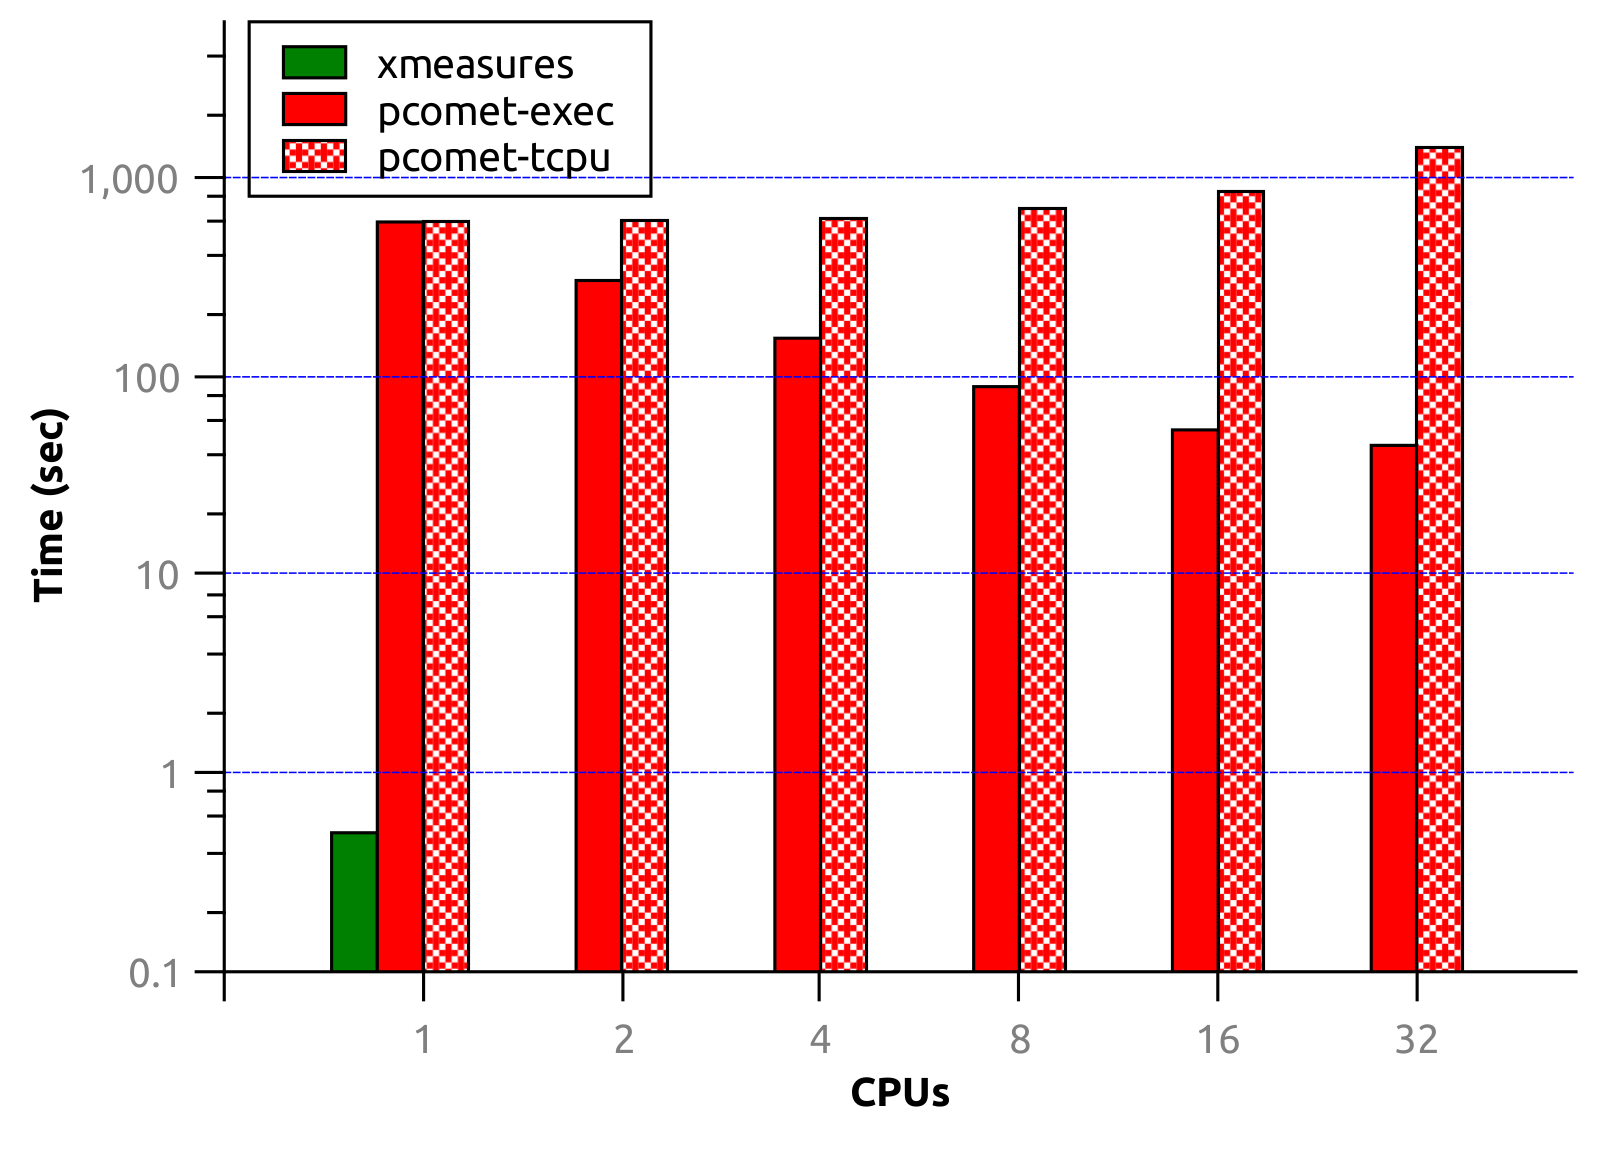 xmeasures
pcomet-exec
pcomet-tcpu
1,000
100
10
1
0.1
Time (sec)
1 2 4 8 16 32
CPUs